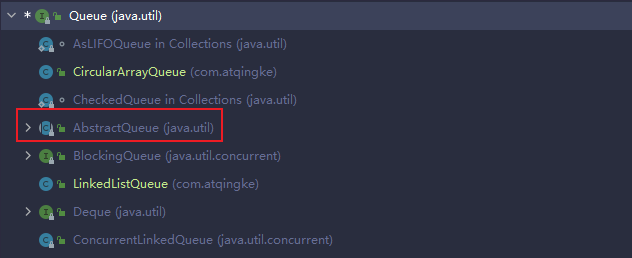 * Queue (java.util)
AsLIFOQueue in Collections (java.util)
CircularArrayQueue (com.atqingke)
CheckedQueue in Collections (java.util)
AbstractQueue (java.util)
BlockingQueue (java.util.concurrent)
LinkedListQueue (com.atqingke)
Deque (java.util)
ConcurrentLinkedQueue (java.util.concurrent)